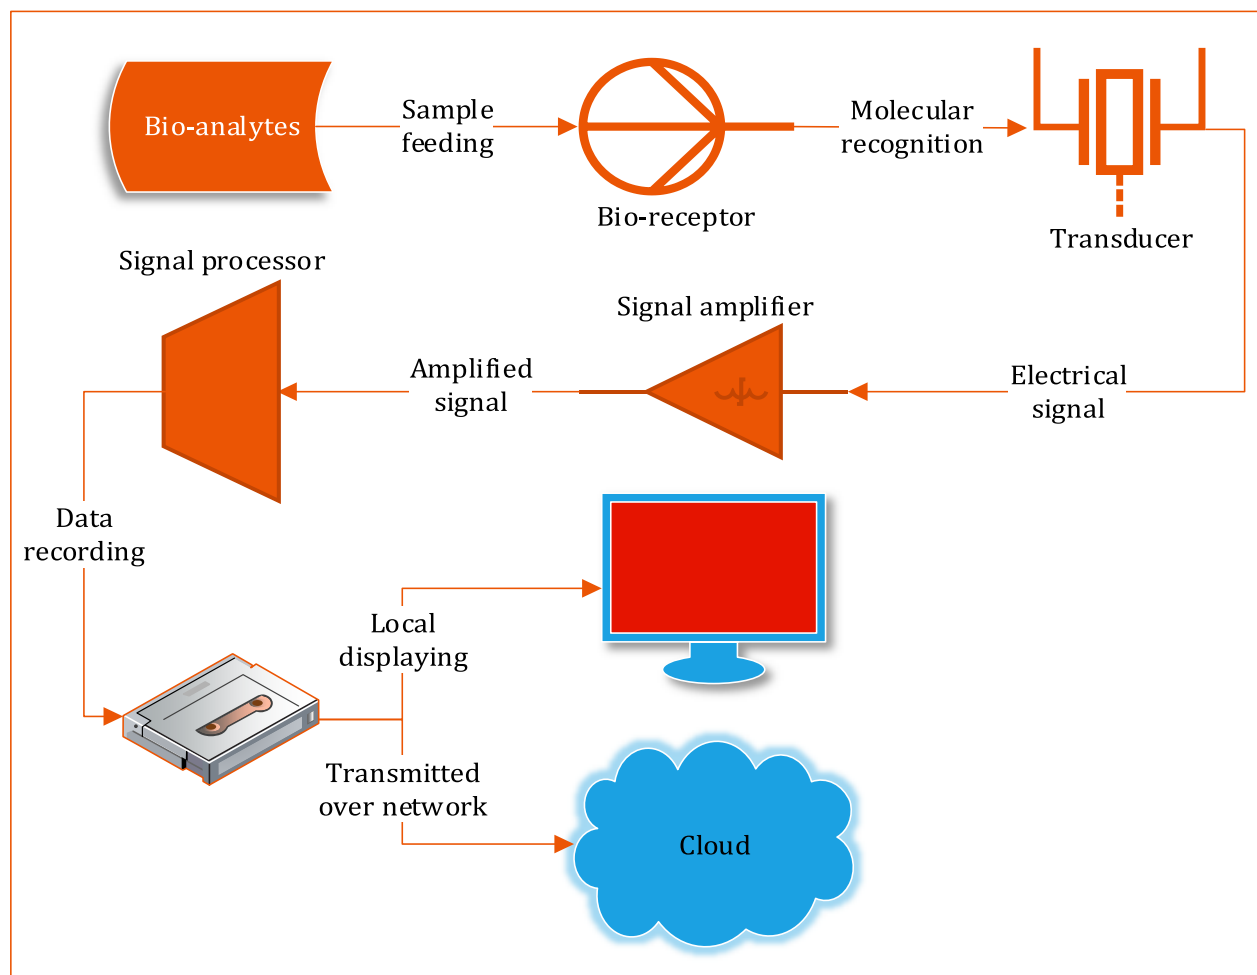 Bio-analytes
Sample
feeding
Bio-receptor
Molecular
recognition
Transducer
Signal processor
Amplified
signal
Signal amplifier
Electrical
signal
Data
recording
Local
displaying
Transmitted
over network
Cloud